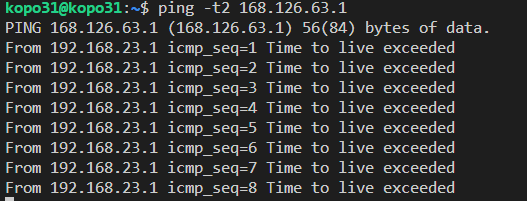 kopo31@kopo31:~$ ping -t2 168.126.63.1
PING 168.126.63.1 (168.126.63.1) 56(84) bytes of data.
From 192.168.23.1 icmp_seq=1 Time to live exceeded
From 192.168.23.1 icmp_seq=2 Time to live exceeded
From 192.168.23.1 icmp_seq=3 Time to live exceeded
From 192.168.23.1 icmp_seq=4 Time to live exceeded
From 192.168.23.1 icmp_seq=5 Time to live exceeded
From 192.168.23.1 icmp_seq=6 Time to live exceeded
From 192.168.23.1 icmp_seq=7 Time to live exceeded
From 192.168.23.1 icmp_seq=8 Time to live exceeded